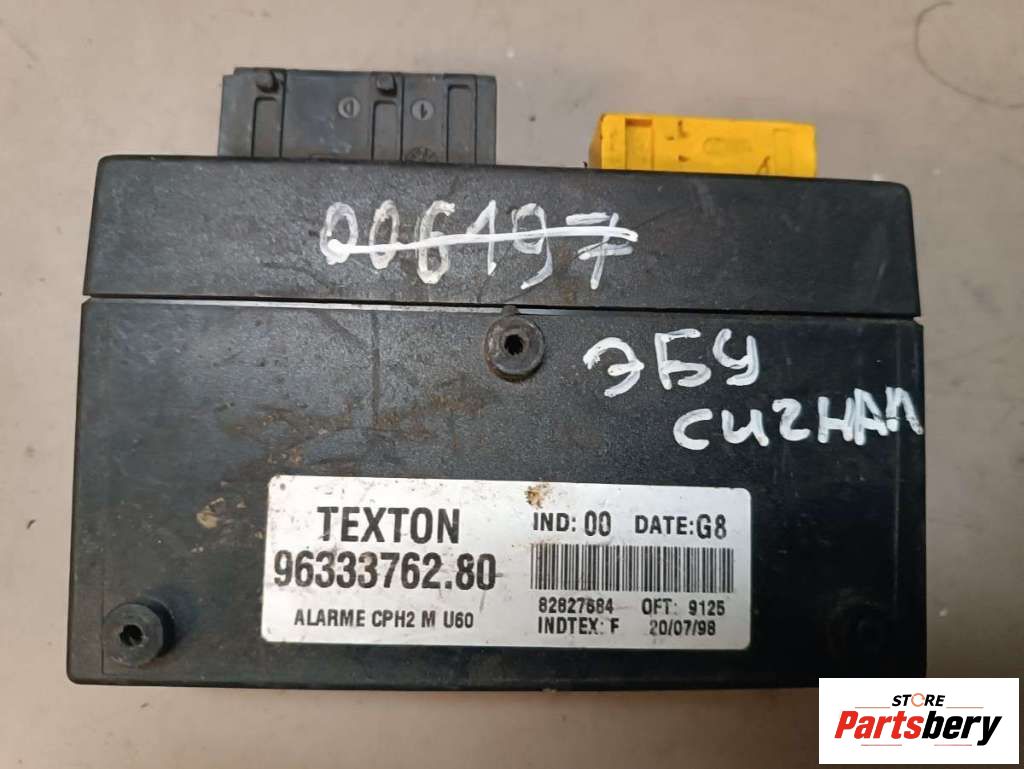 006197
ЭБУ
СИГНАЛ
TEXTON
96333762.80
ALARME CPH2 M U60
IND: 00 DATE:G8
82827684 OFT: 9125
INDTEX: F 20/07/98
STORE
Partsbery